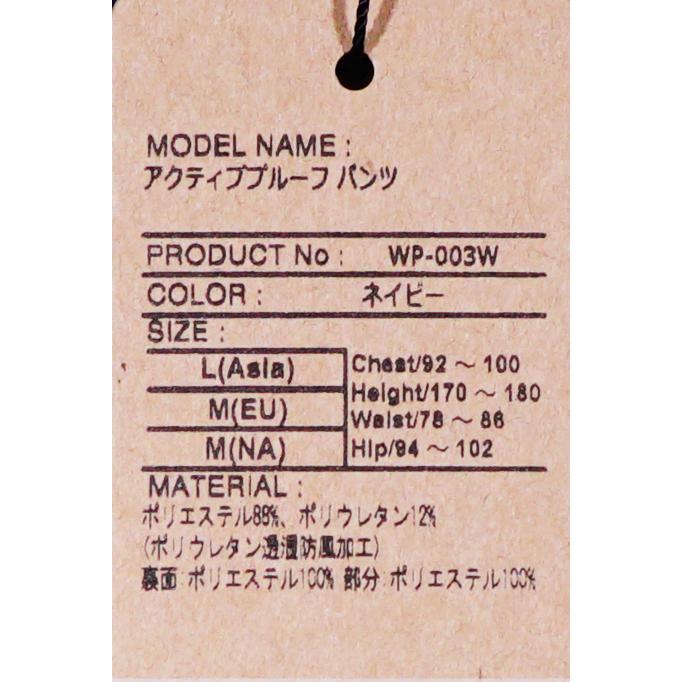 MODEL NAME :
アクティブプルーフ パンツ
PRODUCT No : WP-003W
COLOR : ネイビー
SIZE :
L(Asia) Chest/92 ~ 100
Height/170 ~ 180
M(EU) Waist/78 ~ 86
M(NA) Hip/94 ~ 102
MATERIAL :
ポリエステル88%、ポリウレタン12%
(ポリウレタン透湿防風加工)
裏面:ポリエステル100% 部分:ポリエステル100%